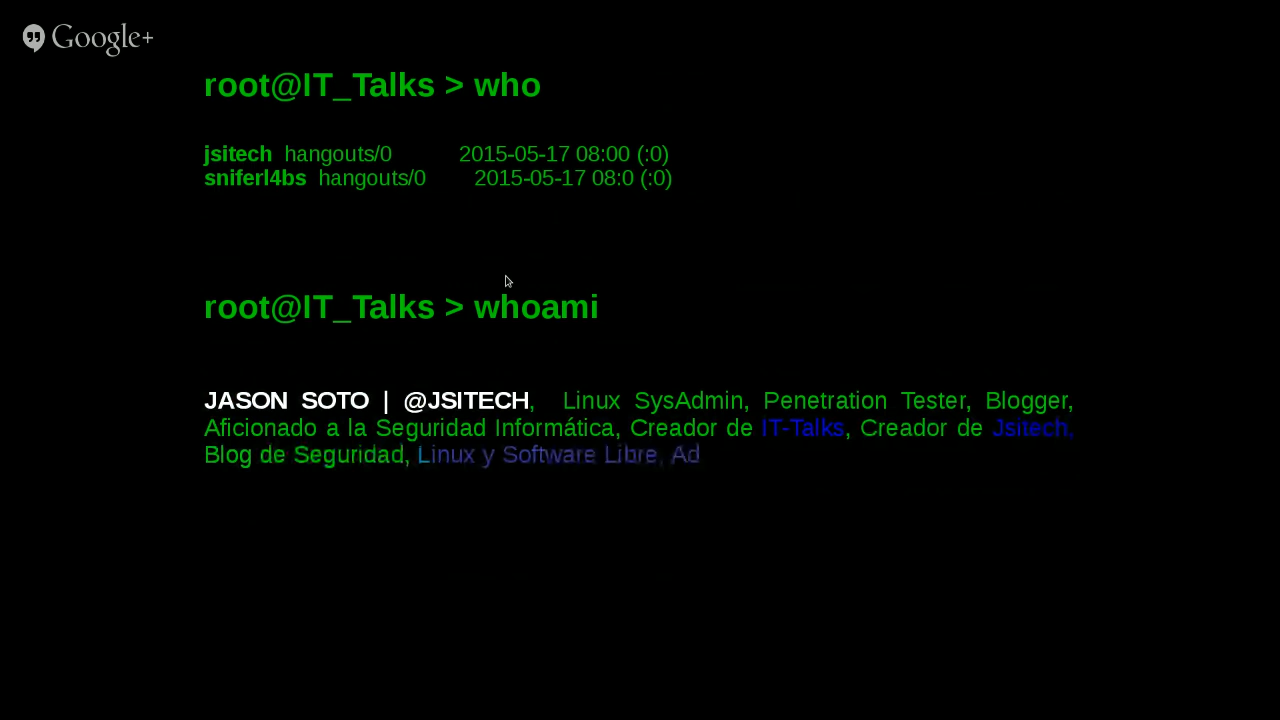 Google+
root@IT_Talks > who
jsitech hangouts/0 2015-05-17 08:00 (:0)
sniferl4bs hangouts/0 2015-05-17 08:0 (:0)
root@IT_Talks > whoami
JASON SOTO | @JSITECH, Linux SysAdmin, Penetration Tester, Blogger,
Aficionado a la Seguridad Informática, Creador de IT-Talks, Creador de Jsitech,
Blog de Seguridad, Linux y Software Libre, Ad